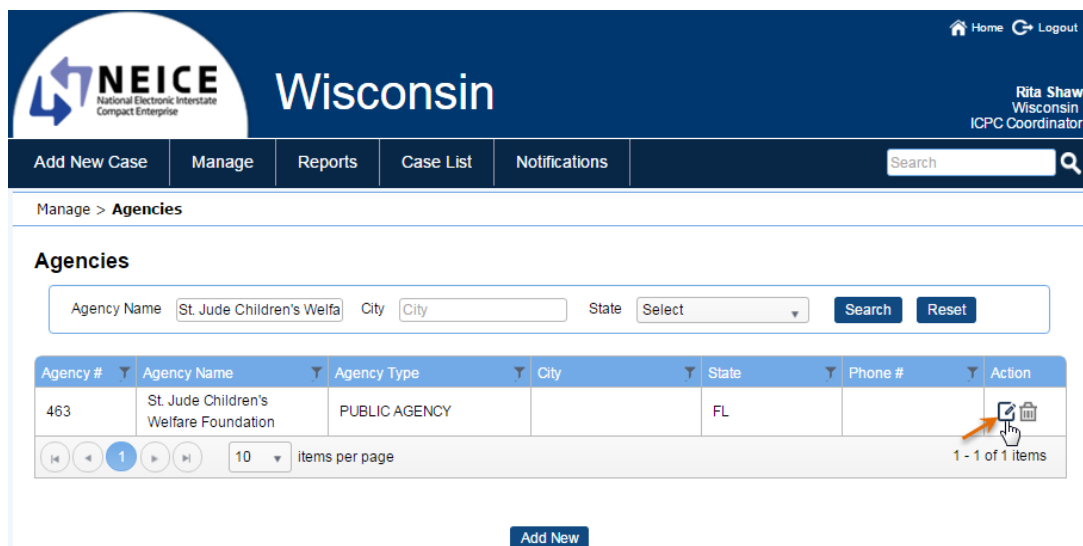 Home Logout
NEICE
National Electronic Interstate
Compact Enterprise
Wisconsin
Rita Shaw
Wisconsin
ICPC Coordinator
Add New Case Manage Reports Case List Notifications Search
Manage > Agencies
Agencies
Agency Name St. Jude Children's Welfa City City State Select Search Reset
Agency # Agency Name Agency Type City State Phone # Action
463 St. Jude Children's Welfare Foundation PUBLIC AGENCY FL
1 10 items per page 1 - 1 of 1 items
Add New